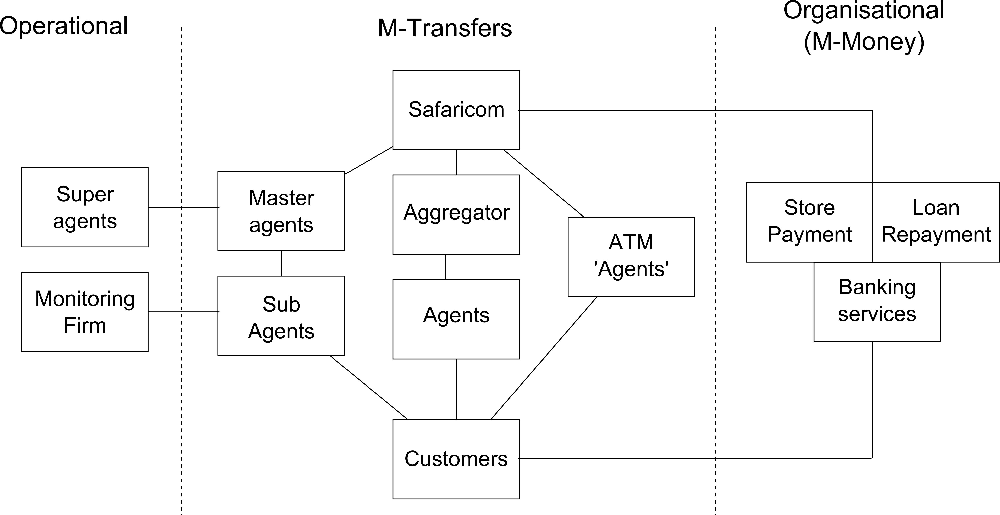 Operational
M-Transfers
Organisational
(M-Money)
Safaricom
Super
agents
Master
agents
Aggregator
ATM
'Agents'
Store
Payment
Loan
Repayment
Monitoring
Firm
Sub
Agents
Agents
Banking
services
Customers